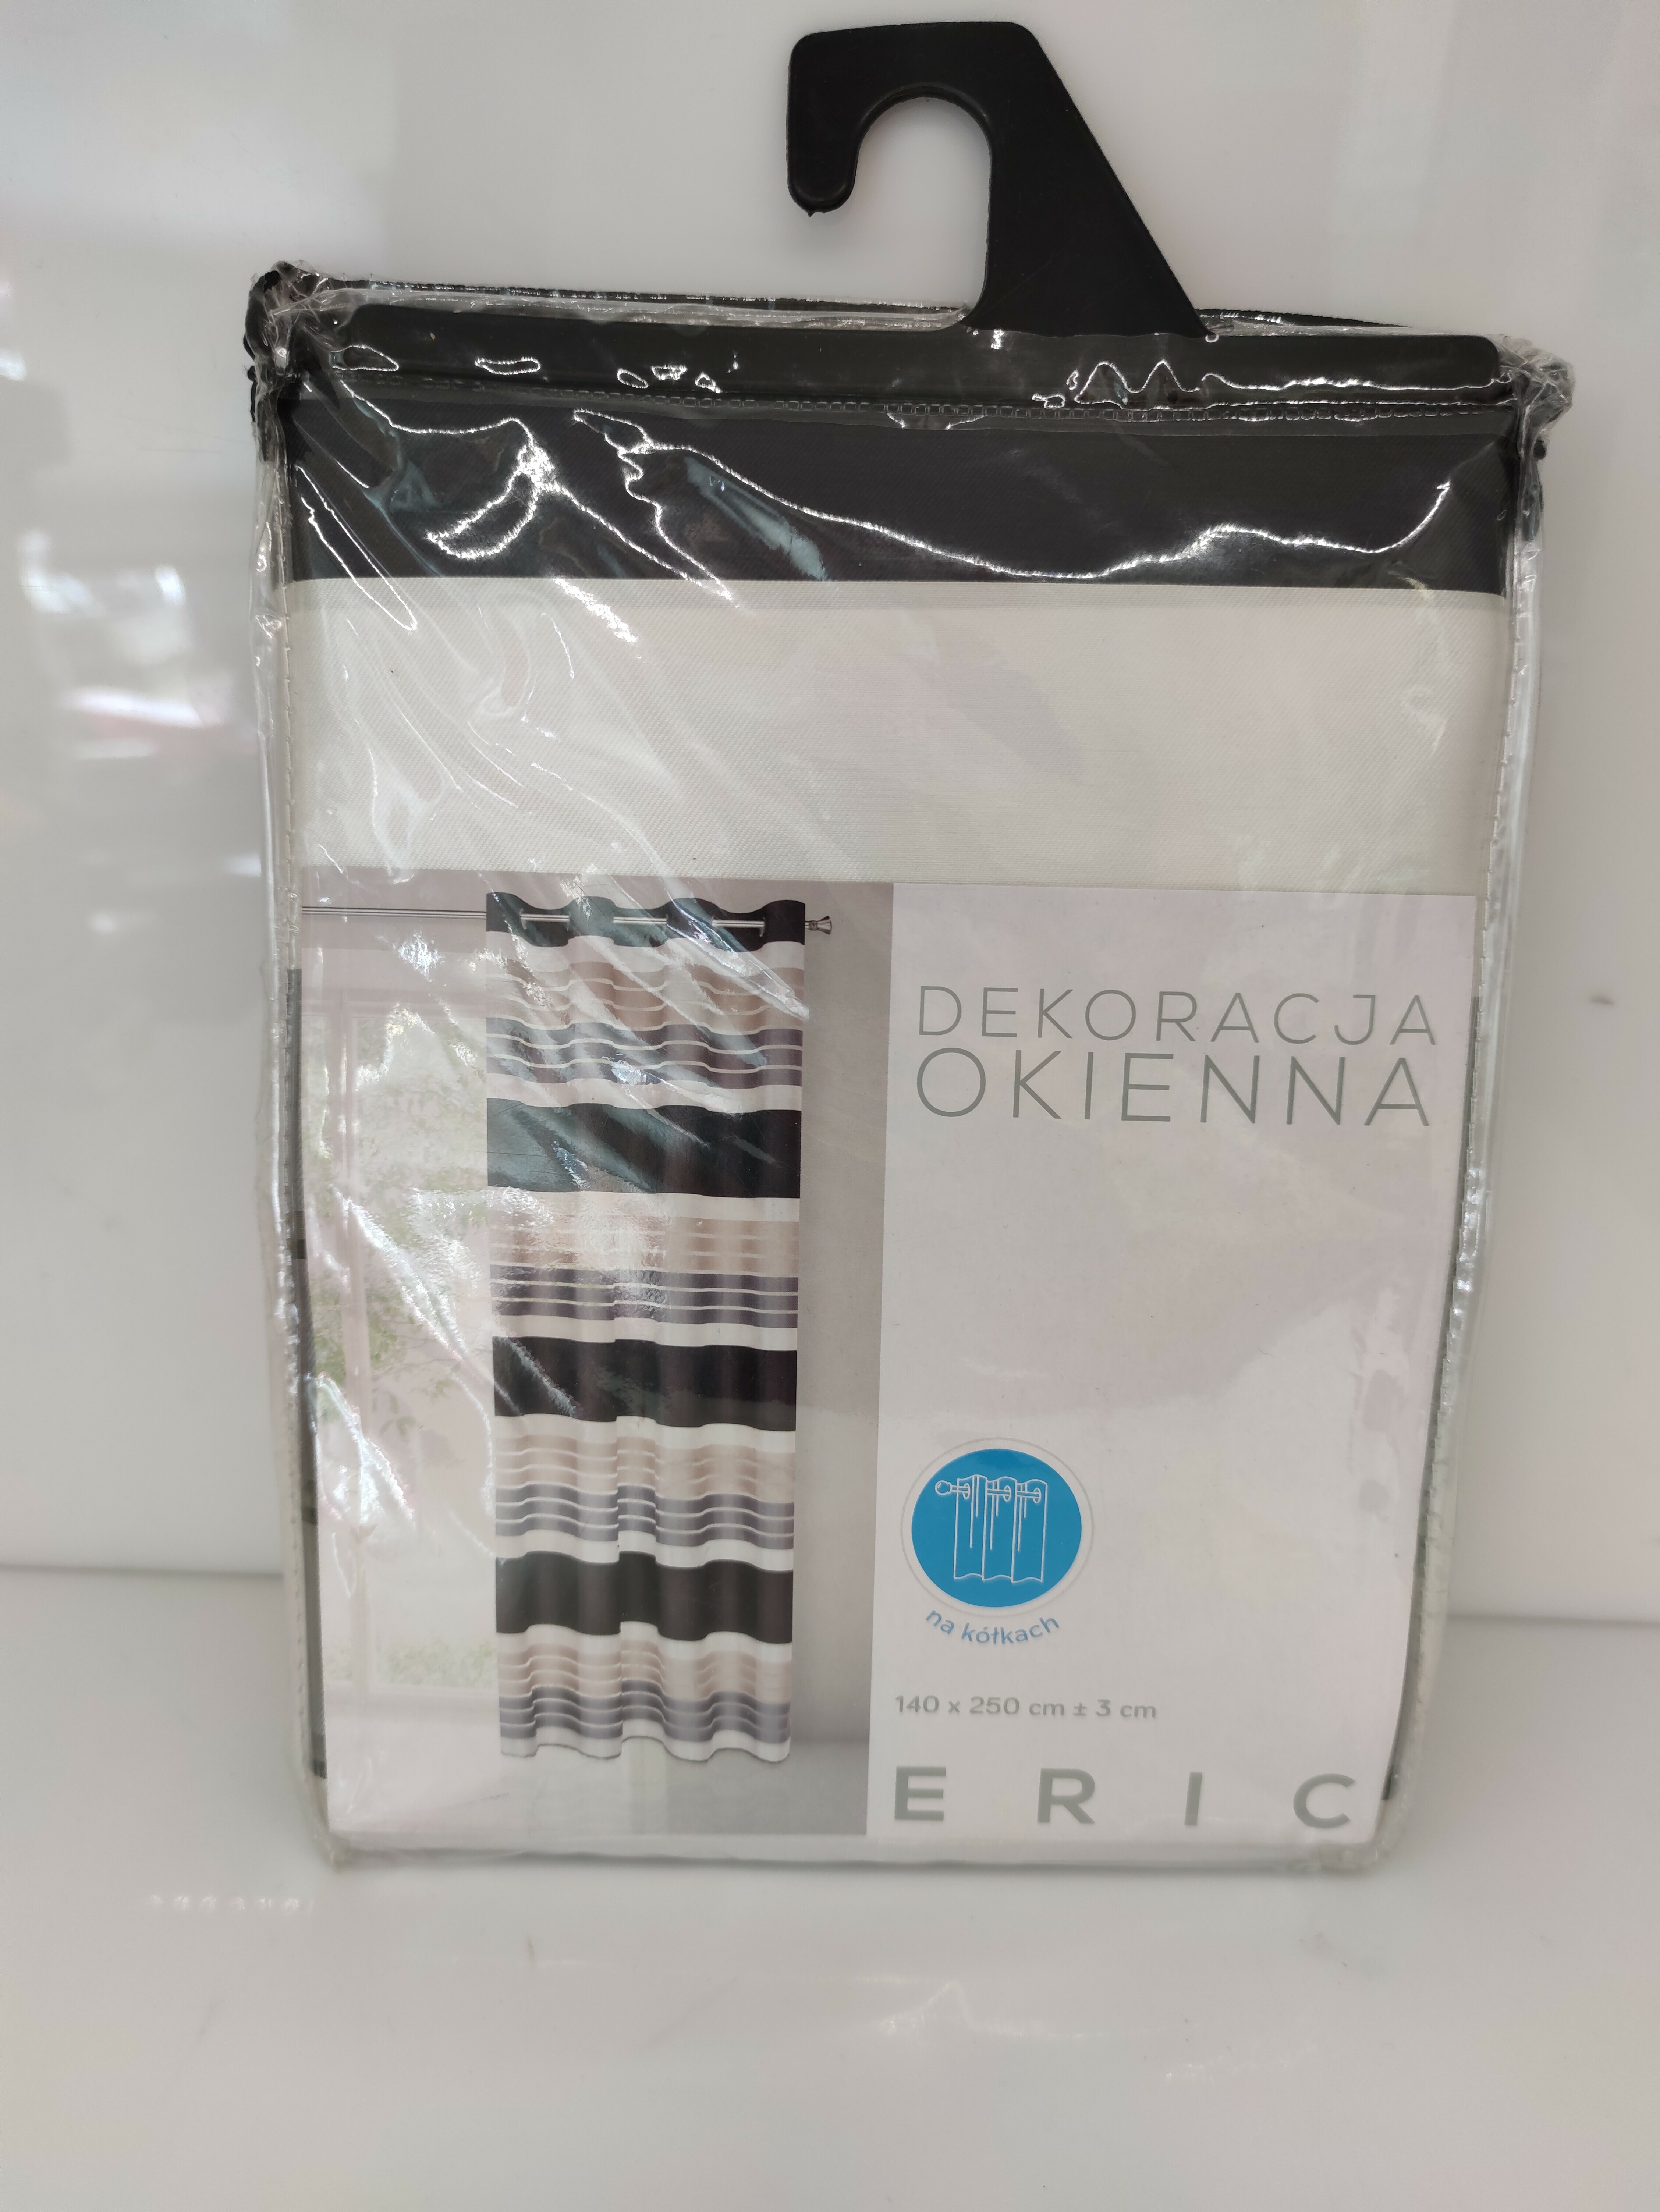 DEKORACJA
OKIENNA
na kółkach
140 x 250 cm ± 3 cm
ERIC